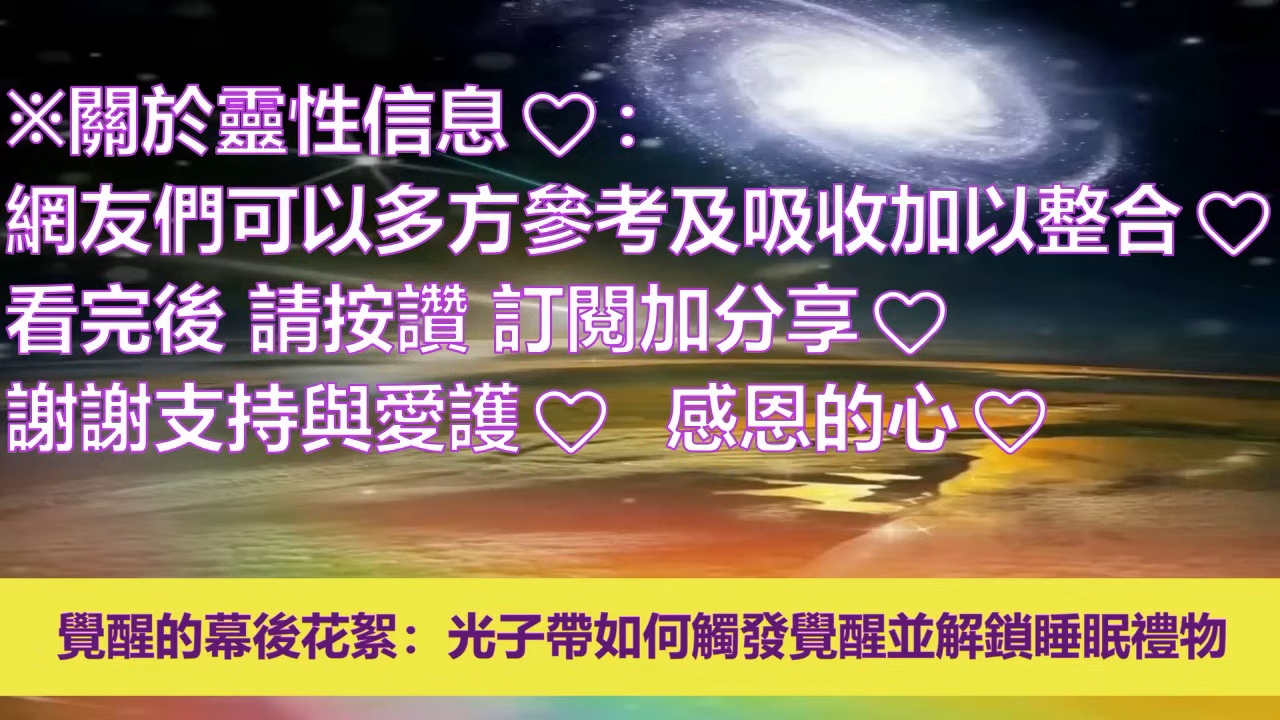 ※關於靈性信息♡:
網友們可以多方參考及吸收加以整合♡
看完後 請按讚 訂閱加分享♡
謝謝支持與愛護♡ 感恩的心♡
覺醒的幕後花絮：光子帶如何觸發覺醒並解鎖睡眠禮物